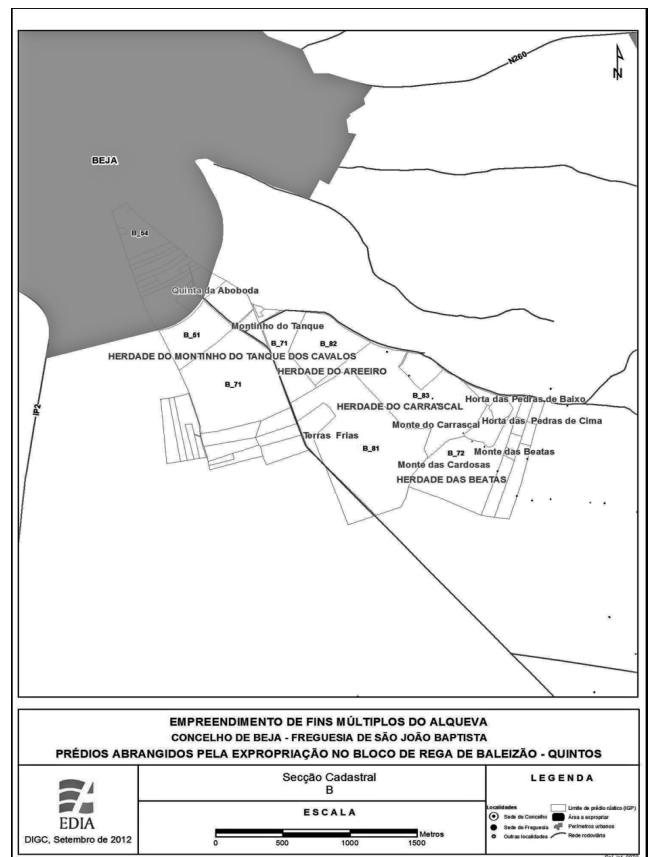 N260
N
BEJA
B_54
Quinta da Aboboda
B_51
Montinho do Tanque
B_71
B_82
HERDADE DO MONTINHO DO TANQUE DOS CAVALOS
HERDADE DO AREEIRO
B_71
B_83
Horta das Pedras de Baixo
HERDADE DO CARRASCAL
IP2
Monte do Carrascal
Horta das Pedras de Cima
Terras Frias
B_81
B_72
Monte das Beatas
Monte das Cardosas
HERDADE DAS BEATAS
EMPREENDIMENTO DE FINS MÚLTIPLOS DO ALQUEVA
CONCELHO DE BEJA - FREGUESIA DE SÃO JOÃO BAPTISTA
PRÉDIOS ABRANGIDOS PELA EXPROPRIAÇÃO NO BLOCO DE REGA DE BALEIZÃO - QUINTOS
EDIA
DIGC, Setembro de 2012
Secção Cadastral
B
ESCALA
Metros
0 500 1000 1500
LEGENDA
Localidades
Sede de Concelho
Sede de Freguesia
Outras localidades
Limite de prédio rústico (IGP)
Área a expropriar
Perímetros urbanos
Rede rodoviária